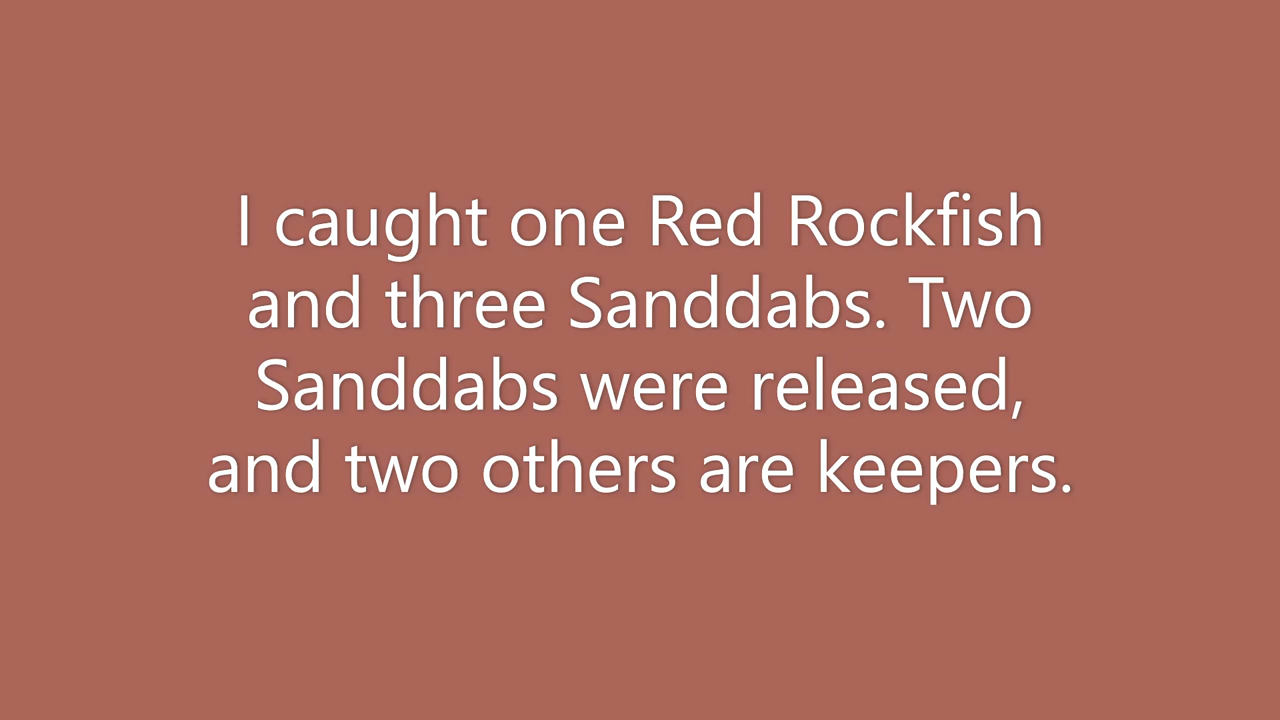 I caught one Red Rockfish
and three Sanddabs. Two
Sanddabs were released,
and two others are keepers.